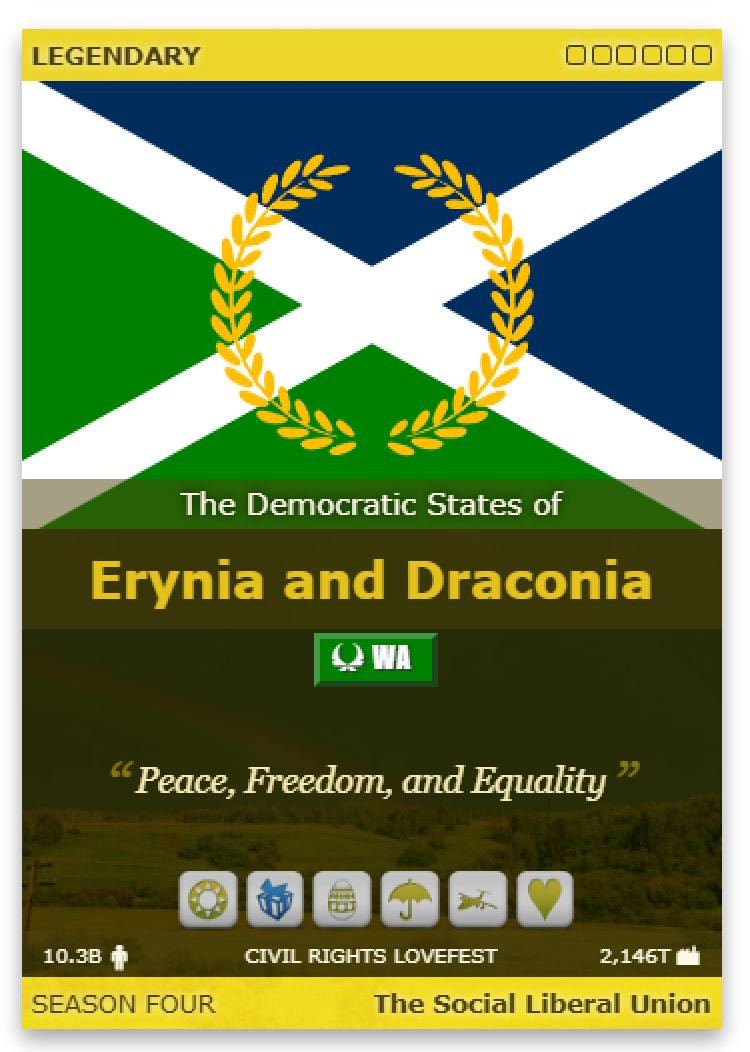 LEGENDARY
The Democratic States of
Erynia and Draconia
WA
“Peace, Freedom, and Equality”
10.3B CIVIL RIGHTS LOVEFEST 2,146T
SEASON FOUR The Social Liberal Union